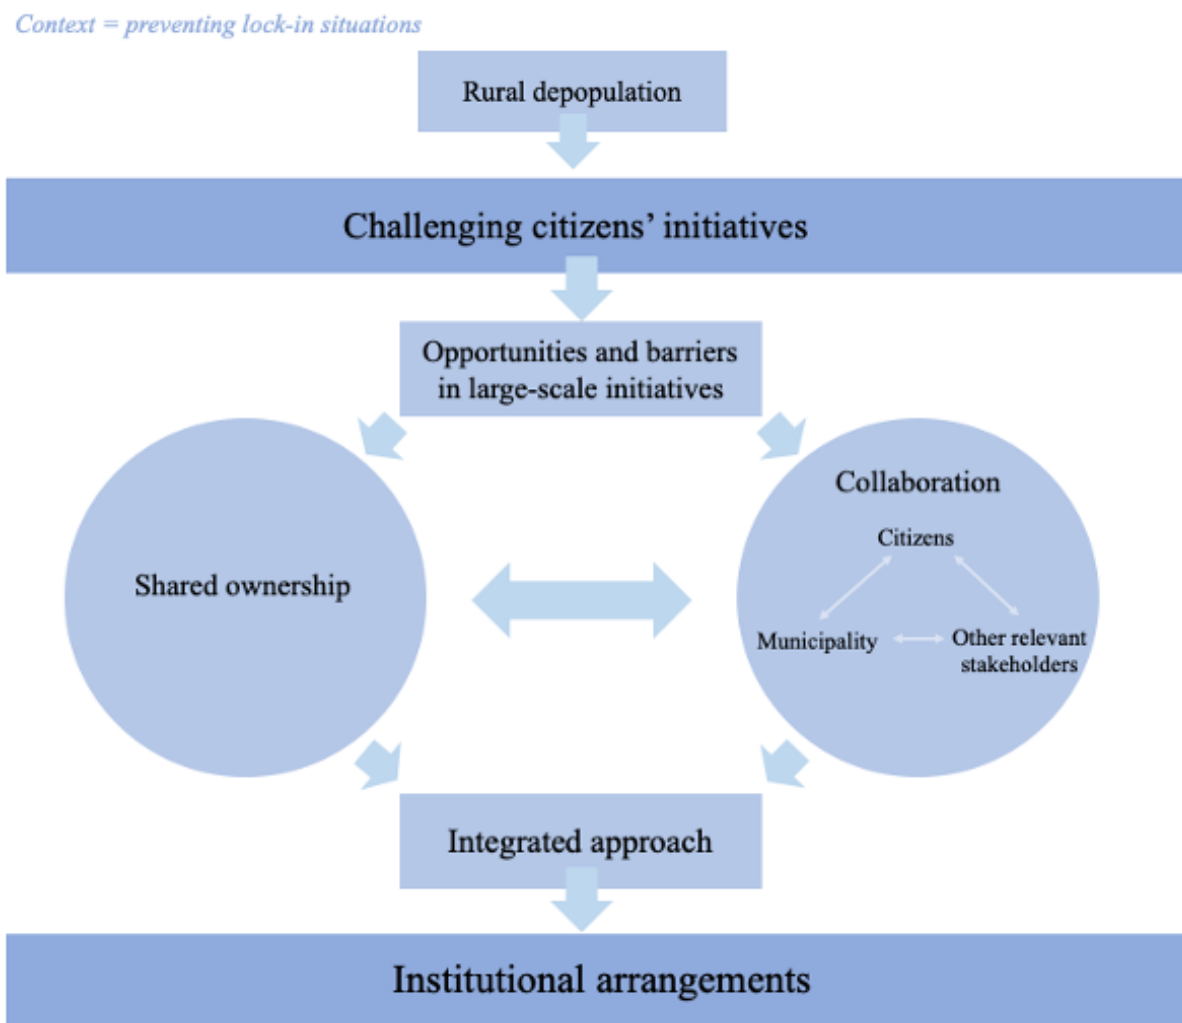 Context = preventing lock-in situations
Rural depopulation
Challenging citizens’ initiatives
Opportunities and barriers
in large-scale initiatives
Shared ownership
Collaboration
Citizens
Municipality
Other relevant
stakeholders
Integrated approach
Institutional arrangements